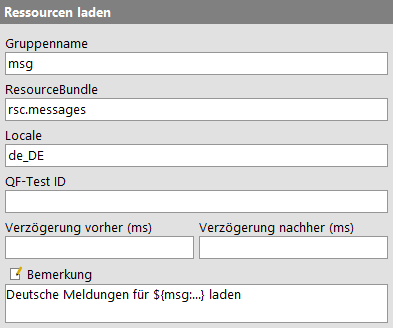 Ressourcen laden
Gruppenname
msg
ResourceBundle
rsc.messages
Locale
de_DE
QF-Test ID
Verzögerung vorher (ms) Verzögerung nachher (ms)
Bemerkung
Deutsche Meldungen für ${msg:...} laden